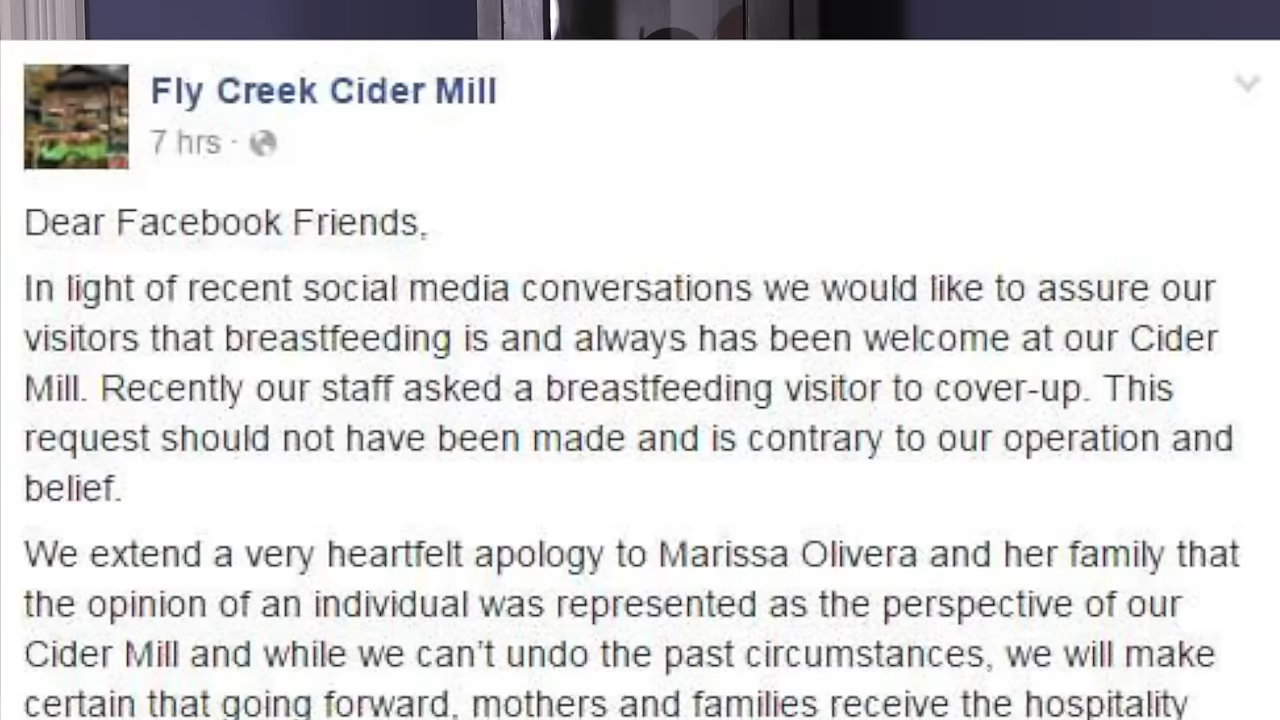 Fly Creek Cider Mill
7 hrs ·
Dear Facebook Friends,
In light of recent social media conversations we would like to assure our
visitors that breastfeeding is and always has been welcome at our Cider
Mill. Recently our staff asked a breastfeeding visitor to cover-up. This
request should not have been made and is contrary to our operation and
belief.
We extend a very heartfelt apology to Marissa Olivera and her family that
the opinion of an individual was represented as the perspective of our
Cider Mill and while we can't undo the past circumstances, we will make
certain that going forward, mothers and families receive the hospitality